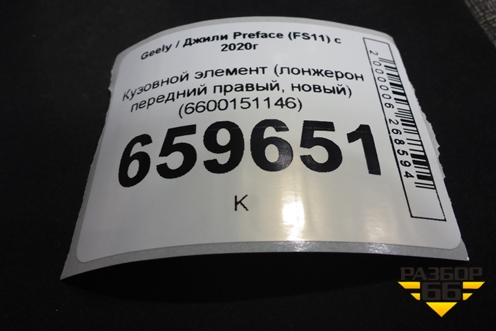 Geely / Джили Preface (FS11) с
2020г
Кузовной элемент (лонжерон
передний правый, новый)
(6600151146)
659651
К
2000006268594
РАЗБОР
66